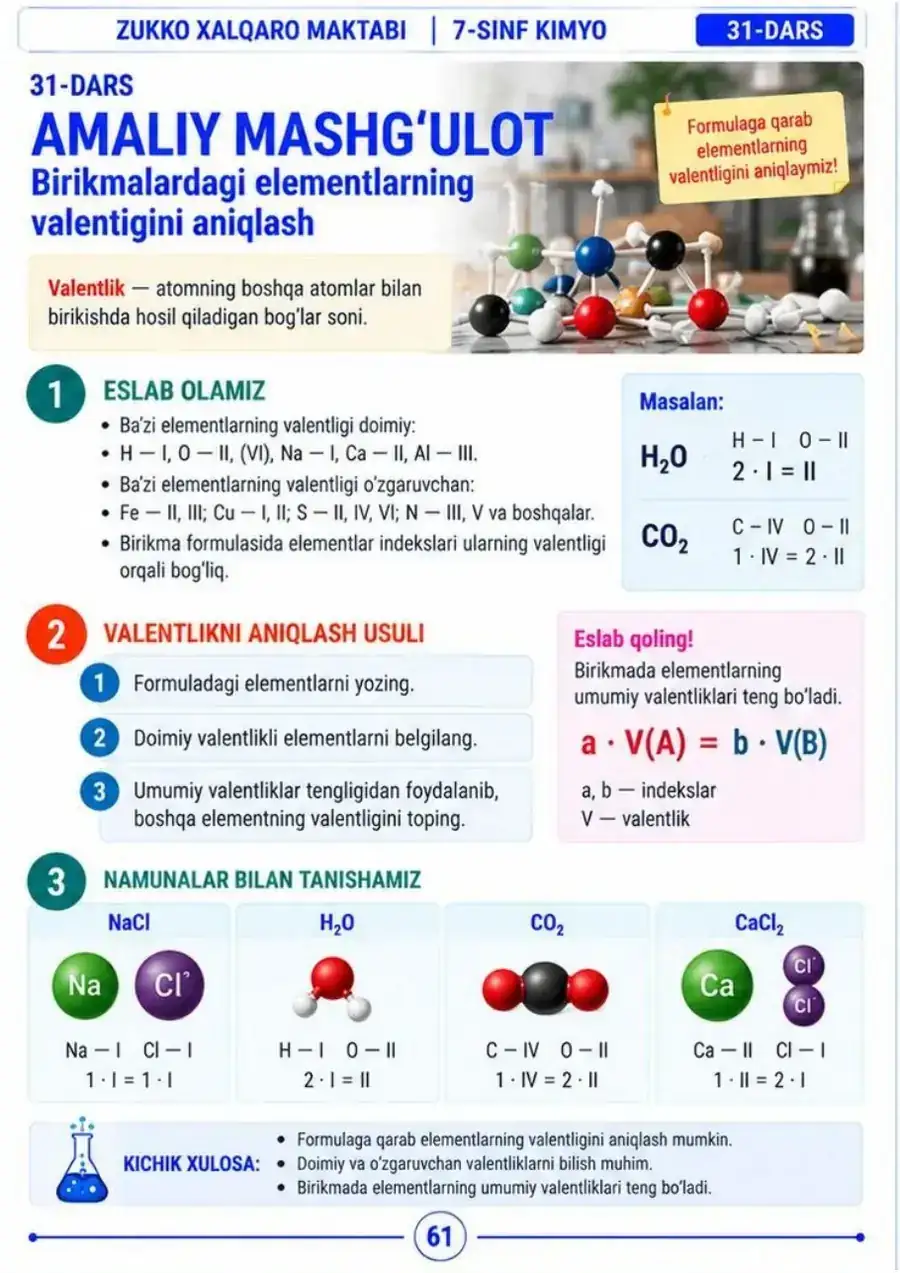 ZUKKO XALQARO MAKTABI | 7-SINF KIMYO
31-DARS
31-DARS
AMALIY MASHG‘ULOT
Birikmalardagi elementlarning
valentigini aniqlash
Formulaga qarab
elementlarning
valentligini aniqlaymiz!
Valentlik — atomning boshqa atomlar bilan
birikishda hosil qiladigan bog‘lar soni.
1 ESLAB OLAMIZ
• Ba’zi elementlarning valentligi doimiy:
• H — I, O — II, (VI), Na — I, Ca — II, Al — III.
• Ba’zi elementlarning valentligi o‘zgaruvchan:
• Fe — II, III; Cu — I, II; S — II, IV, VI; N — III, V va boshqalar.
• Birikma formulasida elementlar indekslari ularning valentligi
orqali bog‘liq.
Masalan:
H₂O
H – I O – II
2 · I = II
CO₂
C – IV O – II
1 · IV = 2 · II
2 VALENTLIKNI ANIQLASH USULI
1 Formuladagi elementlarni yozing.
2 Doimiy valentlikli elementlarni belgilang.
3 Umumiy valentliklar tengligidan foydalanib,
boshqa elementning valentligini toping.
Eslab qoling!
Birikmada elementlarning
umumiy valentliklari teng bo‘ladi.
a · V(A) = b · V(B)
a, b — indekslar
V — valentlik
3 NAMUNALAR BILAN TANISHAMIZ
NaCl
Na Cl
Na — I Cl — I
1 · I = 1 · I
H₂O
H – I O – II
2 · I = II
CO₂
C – IV O – II
1 · IV = 2 · II
CaCl₂
Ca Cl⁻
Cl⁻
Ca — II Cl — I
1 · II = 2 · I
KICHIK XULOSA:
• Formulaga qarab elementlarning valentligini aniqlash mumkin.
• Doimiy va o‘zgaruvchan valentliklarni bilish muhim.
• Birikmada elementlarning umumiy valentliklari teng bo‘ladi.
61